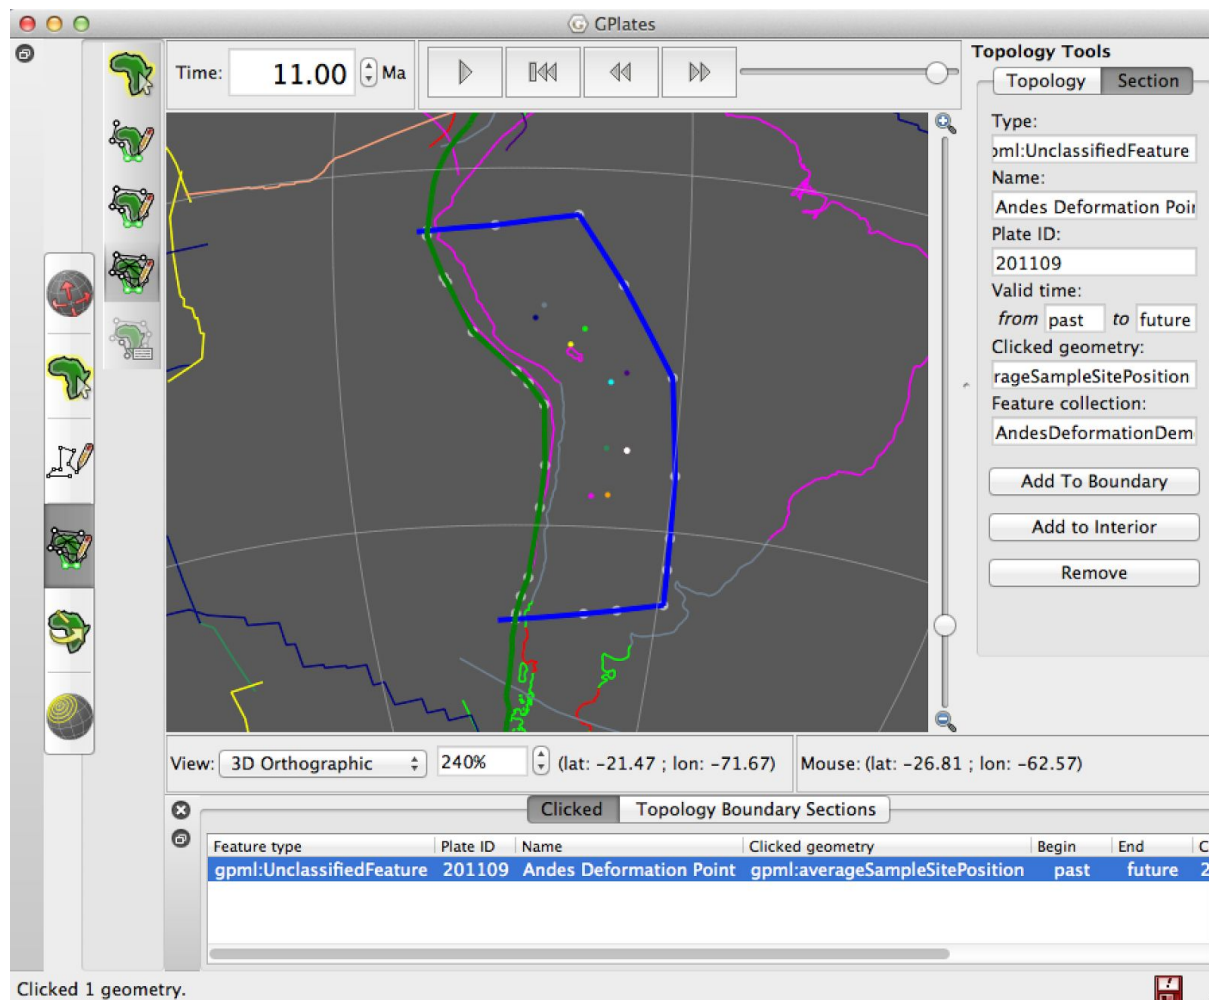 GPlates
Time: 11.00 Ma
Topology Tools
Topology Section
Type:
pml:UnclassifiedFeature
Name:
Andes Deformation Poin
Plate ID:
201109
Valid time:
from past to future
Clicked geometry:
rageSampleSitePosition
Feature collection:
AndesDeformationDem
Add To Boundary
Add to Interior
Remove
View: 3D Orthographic 240% (lat: -21.47 ; lon: -71.67) Mouse: (lat: -26.81 ; lon: -62.57)
Clicked Topology Boundary Sections
Feature type Plate ID Name Clicked geometry Begin End C
gpml:UnclassifiedFeature 201109 Andes Deformation Point gpml:averageSampleSitePosition past future 2
Clicked 1 geometry.